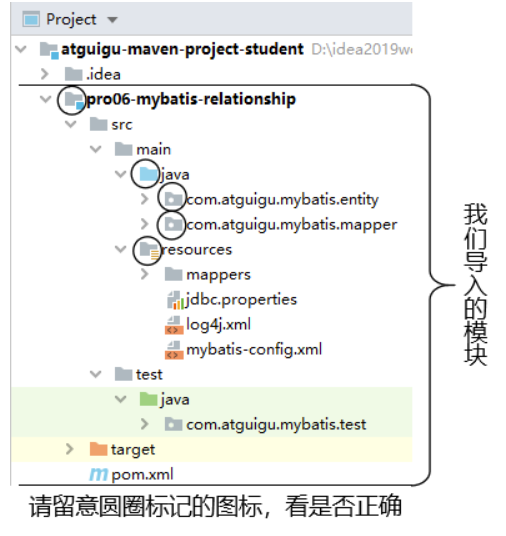 Project
atguigu-maven-project-student D:\idea2019w
.idea
pro06-mybatis-relationship
src
main
java
com.atguigu.mybatis.entity
com.atguigu.mybatis.mapper
resources
mappers
jdbc.properties
log4j.xml
mybatis-config.xml
test
java
com.atguigu.mybatis.test
target
pom.xml
我们导入的模块
请留意圆圈标记的图标，看是否正确